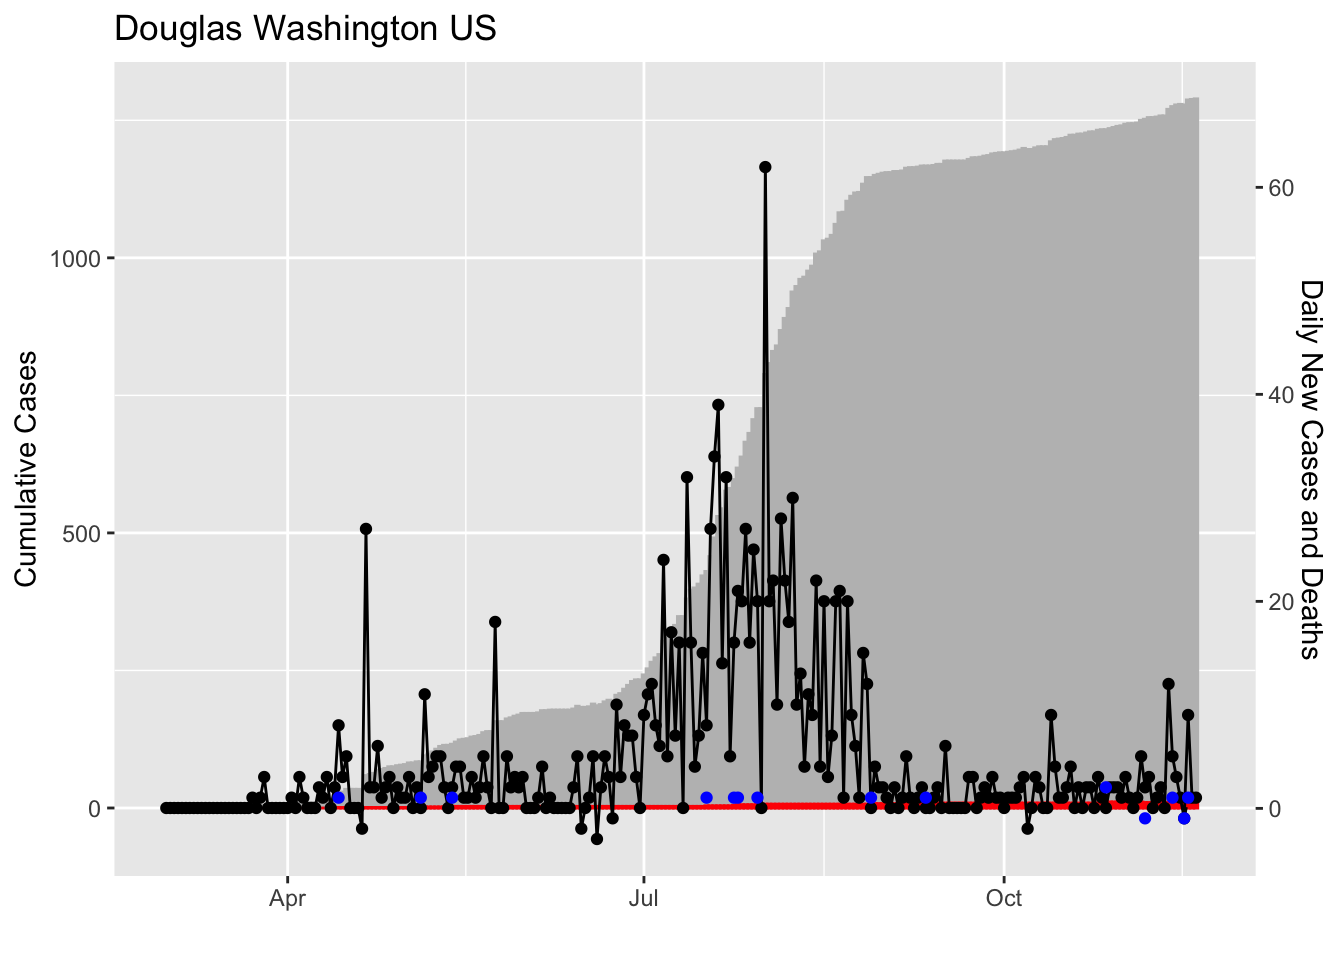 Douglas Washington US
Cumulative Cases
1000
500
0
60
40
20
0
Daily New Cases and Deaths
Apr
Jul
Oct